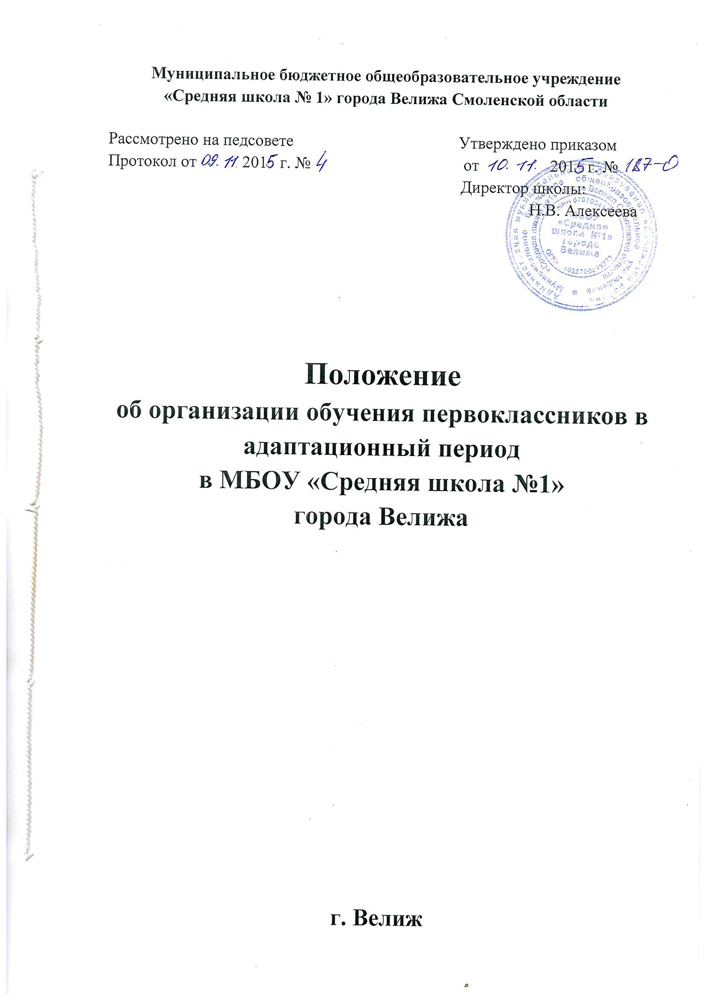 Муниципальное бюджетное общеобразовательное учреждение
«Средняя школа № 1» города Велижа Смоленской области
Рассмотрено на педсовете
Протокол от 09. 11. 2015 г. № 4
Утверждено приказом
от 10. 11. 2015 г. № 187-О
Директор школы:
Н.В. Алексеева
«Средняя
школа №1»
города
Велижа
Положение
об организации обучения первоклассников в
адаптационный период
в МБОУ «Средняя школа №1»
города Велижа
г. Велиж